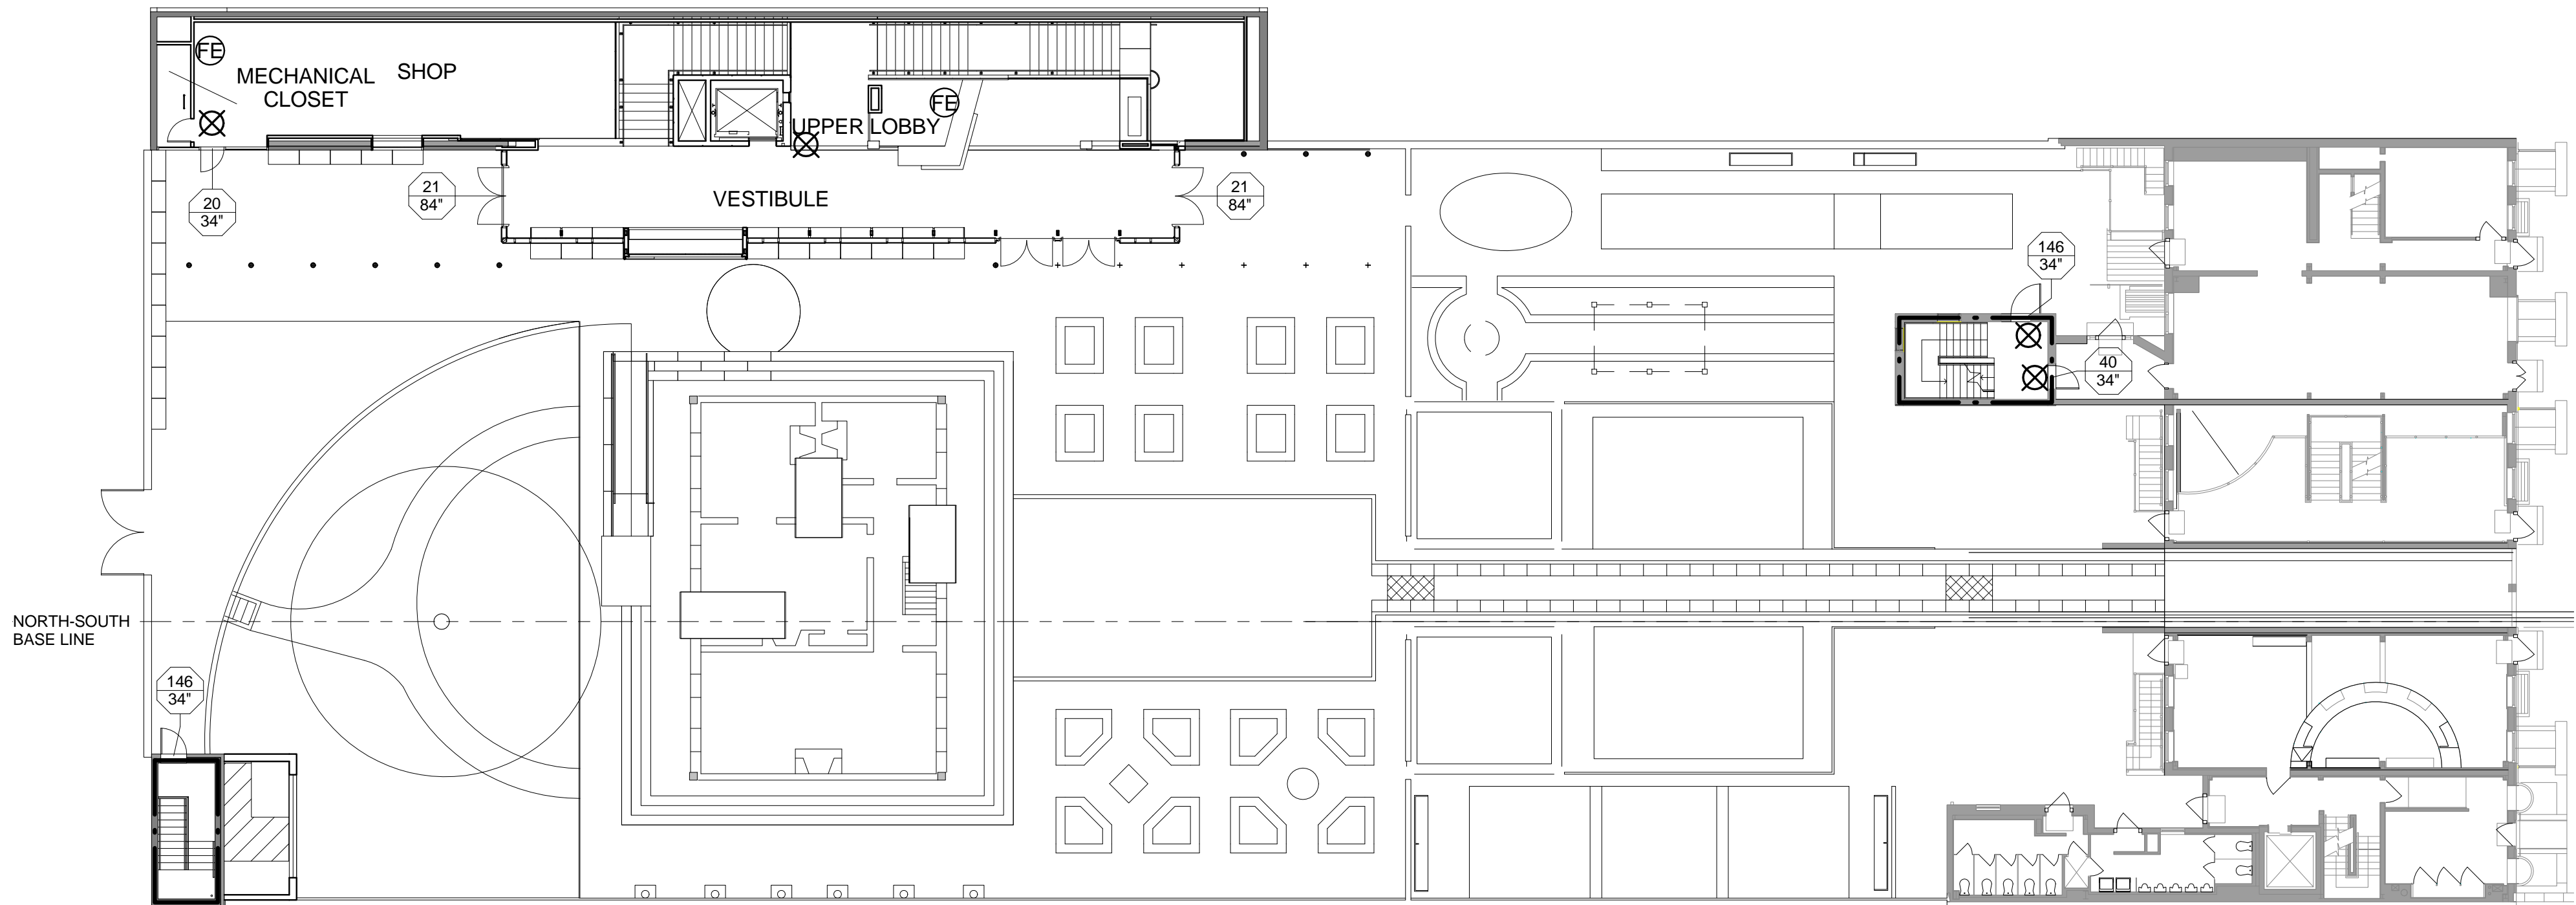 FE
MECHANICAL
CLOSET
SHOP
FE
UPPER LOBBY
20
34"
21
84"
VESTIBULE
21
84"
146
34"
40
34"
NORTH-SOUTH
BASE LINE
146
34"